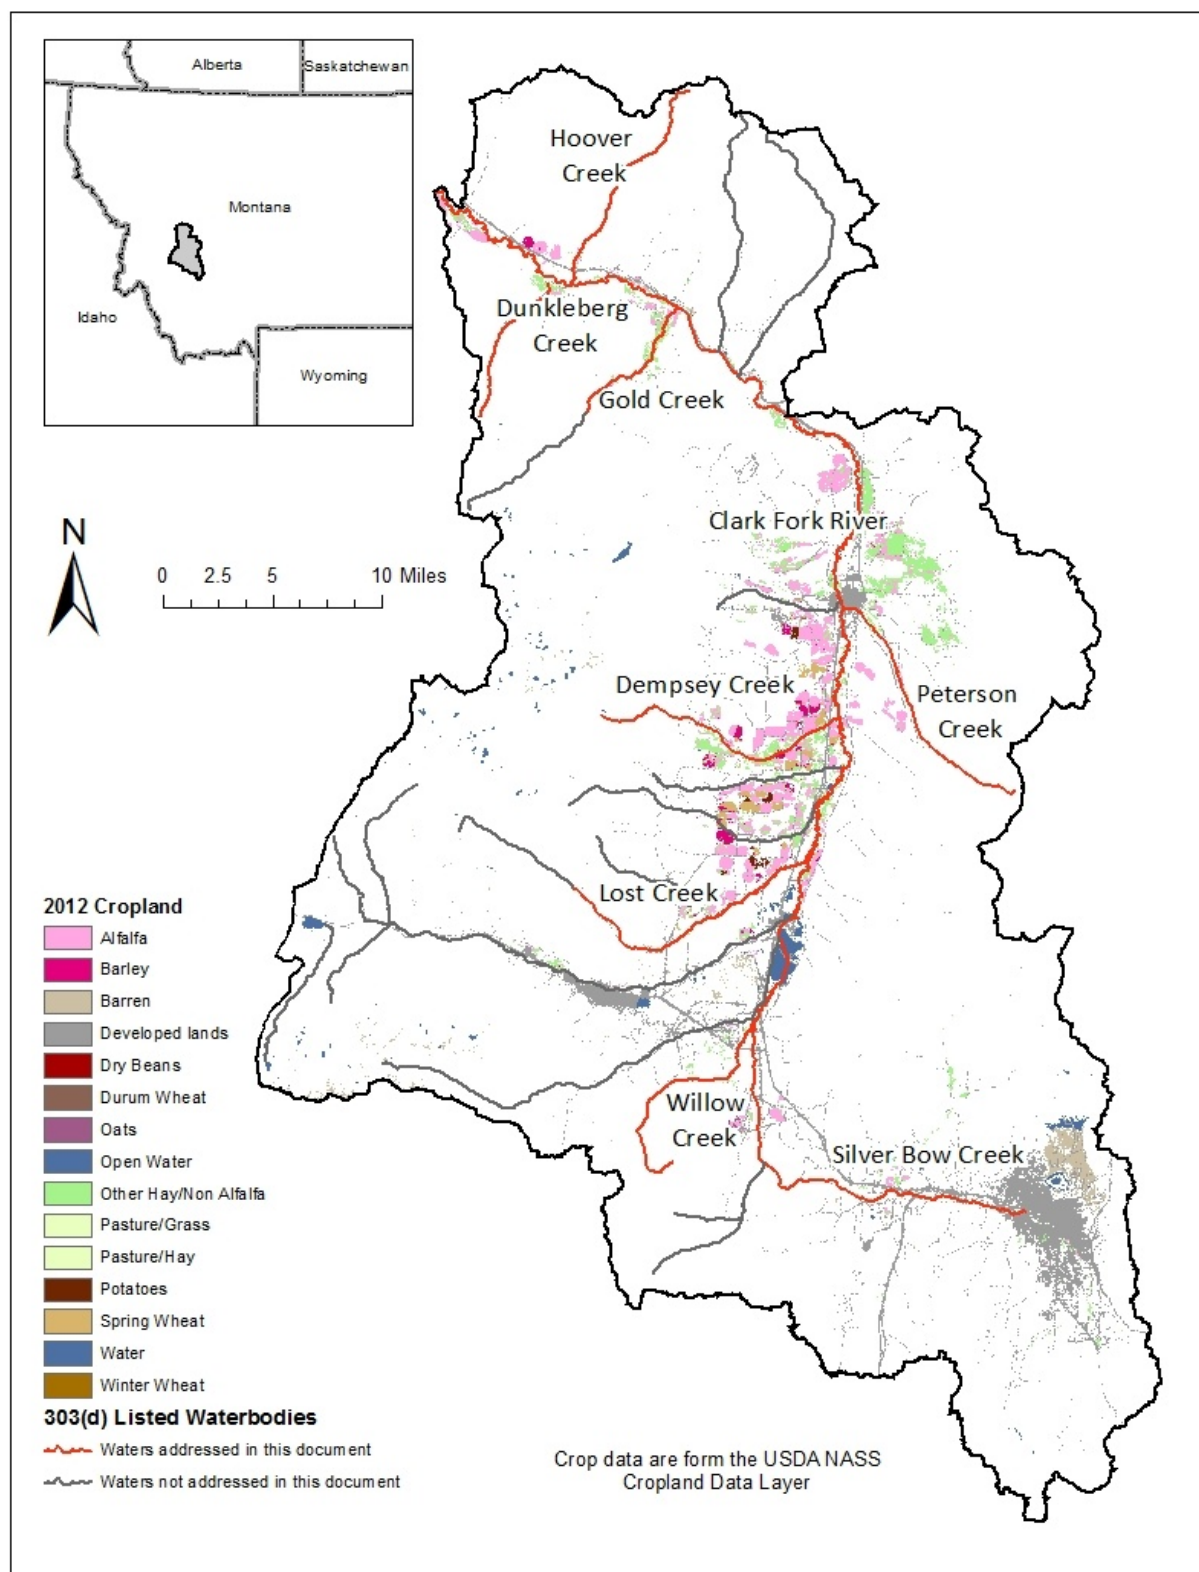 Alberta
Saskatchewan
Montana
Idaho
Wyoming
Hoover
Creek
Dunkleberg
Creek
Gold Creek
N
0 2.5 5 10 Miles
Clark Fork River
Dempsey Creek
Peterson
Creek
Lost Creek
Willow
Creek
Silver Bow Creek
2012 Cropland
Alfalfa
Barley
Barren
Developed lands
Dry Beans
Durum Wheat
Oats
Open Water
Other Hay/Non Alfalfa
Pasture/Grass
Pasture/Hay
Potatoes
Spring Wheat
Water
Winter Wheat
303(d) Listed Waterbodies
Waters addressed in this document
Waters not addressed in this document
Crop data are form the USDA NASS
Cropland Data Layer